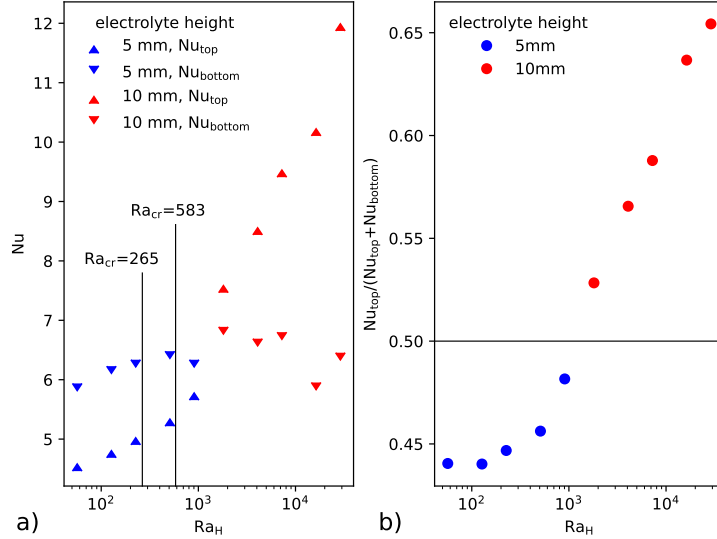 electrolyte height
5 mm, Nu_top
5 mm, Nu_bottom
10 mm, Nu_top
10 mm, Nu_bottom
12
11
10
9
8
7
6
5
Nu
Ra_cr=583
Ra_cr=265
10^2
10^3
10^4
Ra_H
a)
electrolyte height
5mm
10mm
0.65
0.60
0.55
0.50
0.45
Nu_top/(Nu_top+Nu_bottom)
10^2
10^3
10^4
Ra_H
b)